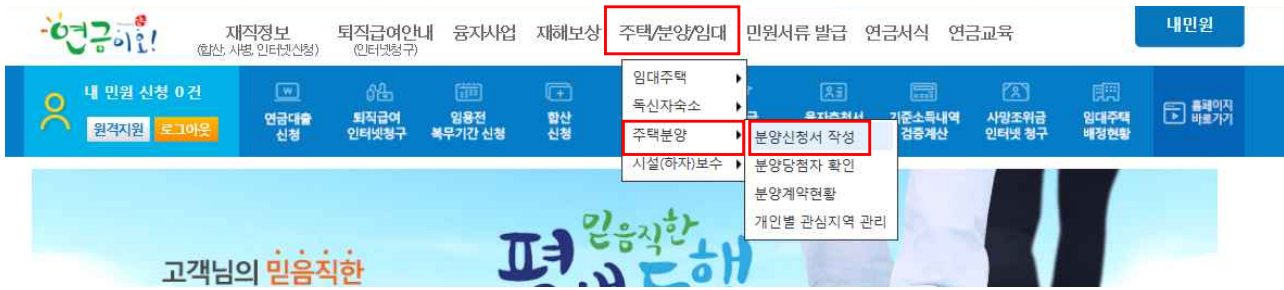 연금이요!
재직정보
(합산, 사병, 인터넷신청)
퇴직급여안내
(인터넷청구)
융자사업
재해보상
주택/분양/임대
민원서류 발급
연금서식
연금교육
내민원
내 민원 신청 0 건
원격지원
로그아웃
연금대출
신청
퇴직급여
인터넷청구
임용전
복무기간 신청
합산
신청
기준소득내역
검증계산
사망조위금
인터넷 청구
임대주택
배정현황
홈페이지
바로가기
임대주택
독신자숙소
주택분양
시설(하자)보수
분양신청서 작성
분양당첨자 확인
분양계약현황
개인별 관심지역 관리
고객님의 믿음직한
믿음직한